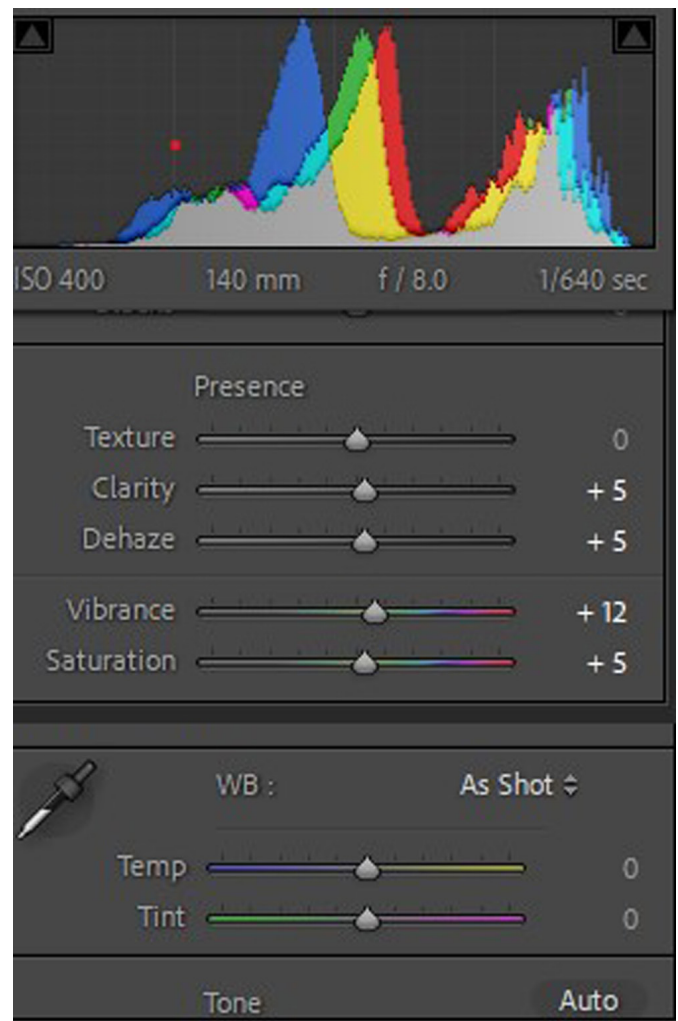 ISO 400 140 mm f / 8.0 1/640 sec
Presence
Texture 0
Clarity + 5
Dehaze + 5
Vibrance + 12
Saturation + 5
WB : As Shot
Temp 0
Tint 0
Tone Auto